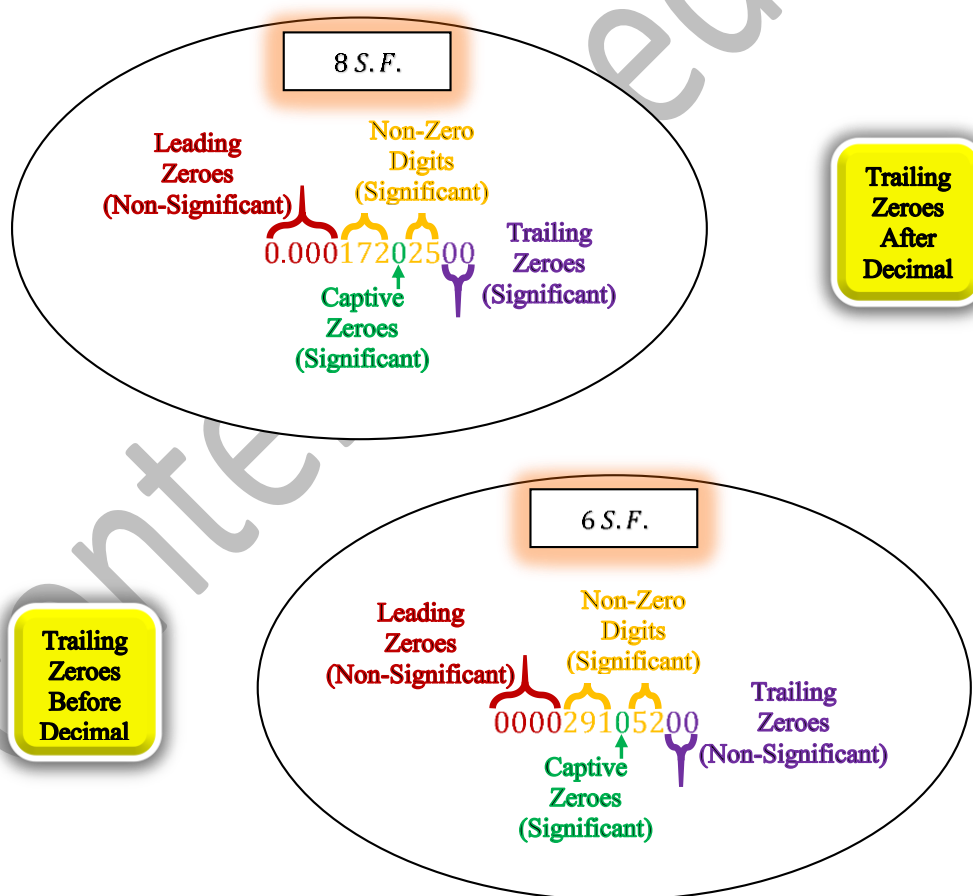 8 S.F.
Leading
Zeroes
(Non-Significant)
Non-Zero
Digits
(Significant)
0.00017202500
Trailing
Zeroes
(Significant)
Captive
Zeroes
(Significant)
Trailing
Zeroes
After
Decimal
6 S.F.
Leading
Zeroes
(Non-Significant)
Non-Zero
Digits
(Significant)
000029105200
Trailing
Zeroes
(Non-Significant)
Captive
Zeroes
(Significant)
Trailing
Zeroes
Before
Decimal